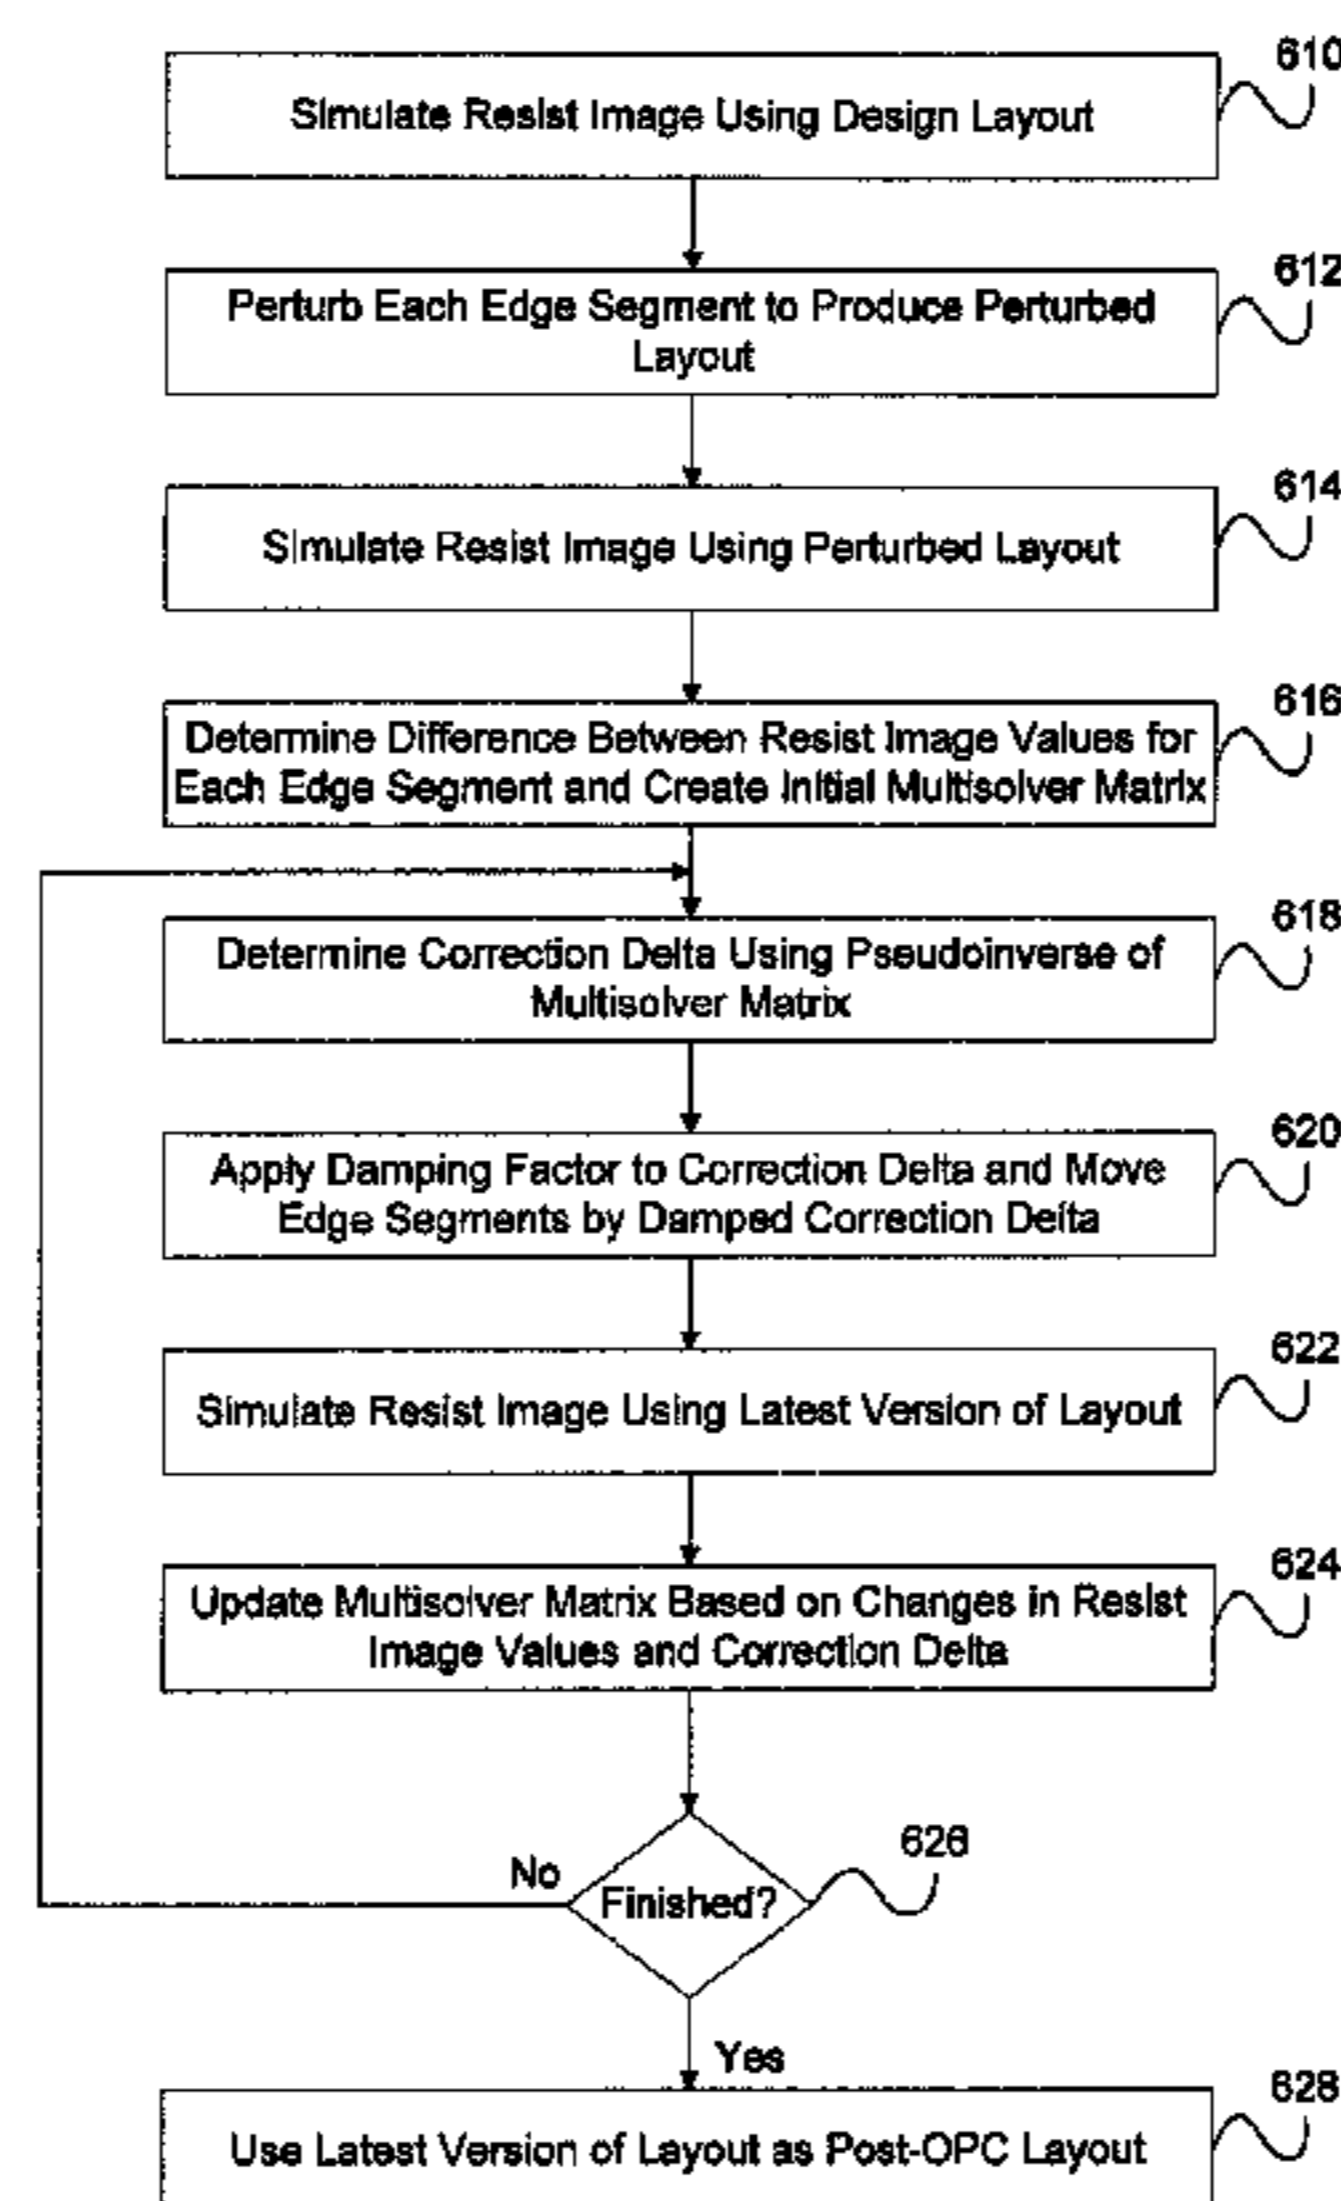 610
Simulate Resist Image Using Design Layout
612
Perturb Each Edge Segment to Produce Perturbed
Layout
614
Simulate Resist Image Using Perturbed Layout
616
Determine Difference Between Resist Image Values for
Each Edge Segment and Create Initial Multisolver Matrix
618
Determine Correction Delta Using Pseudoinverse of
Multisolver Matrix
620
Apply Damping Factor to Correction Delta and Move
Edge Segments by Damped Correction Delta
622
Simulate Resist Image Using Latest Version of Layout
624
Update Multisolver Matrix Based on Changes in Resist
Image Values and Correction Delta
626
No
Finished?
Yes
628
Use Latest Version of Layout as Post-OPC Layout